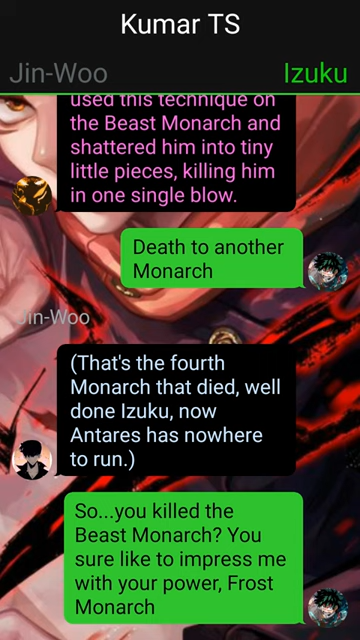 Kumar TS
Jin-Woo
Izuku
used this technique on
the Beast Monarch and
shattered him into tiny
little pieces, killing him
in one single blow.
Death to another
Monarch
Jin-Woo
(That's the fourth
Monarch that died, well
done Izuku, now
Antares has nowhere
to run.)
So...you killed the
Beast Monarch? You
sure like to impress me
with your power, Frost
Monarch